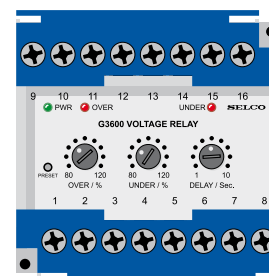 9 10 11 12 13 14 15 16
PWR OVER UNDER SELCO
G3600 VOLTAGE RELAY
PRESET 80 120 80 120 1 10
OVER / % UNDER / % DELAY / Sec.
1 2 3 4 5 6 7 8